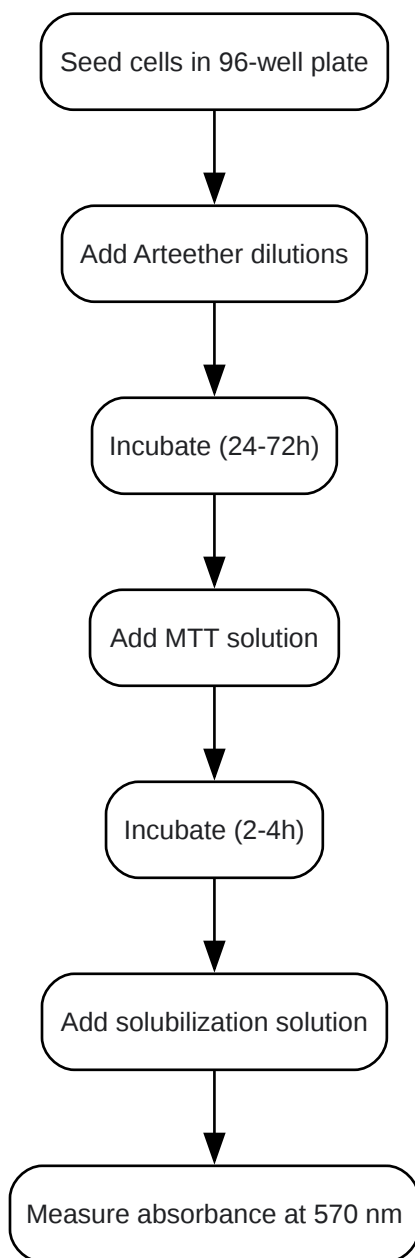 Seed cells in 96-well plate
Add Arteether dilutions
Incubate (24-72h)
Add MTT solution
Incubate (2-4h)
Add solubilization solution
Measure absorbance at 570 nm